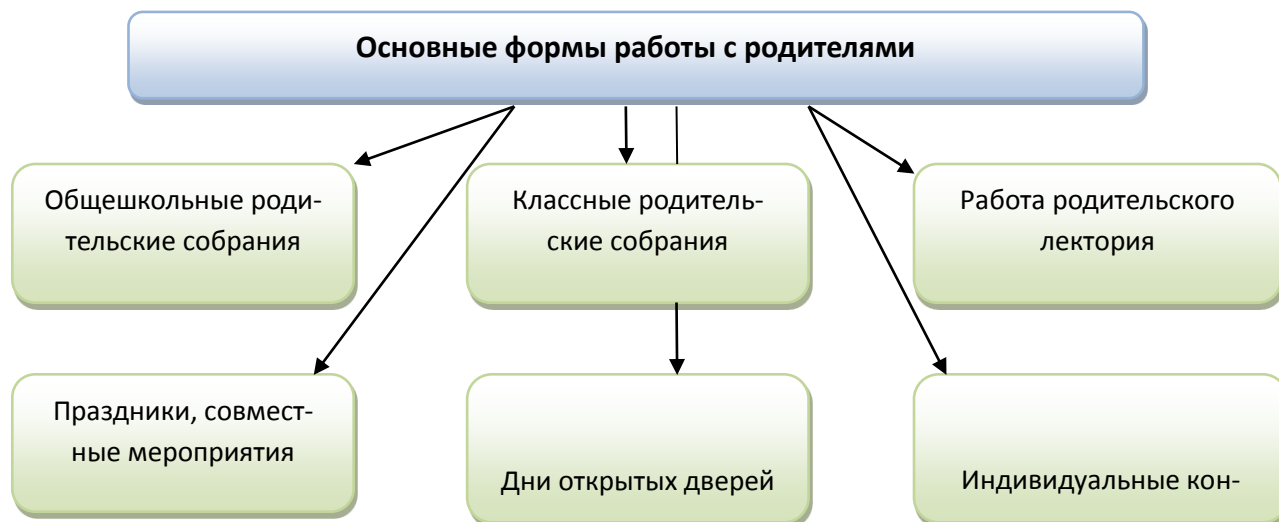 Основные формы работы с родителями
Общешкольные роди-
тельские собрания
Классные родитель-
ские собрания
Работа родительского
лектория
Праздники, совмест-
ные мероприятия
Дни открытых дверей
Индивидуальные кон-